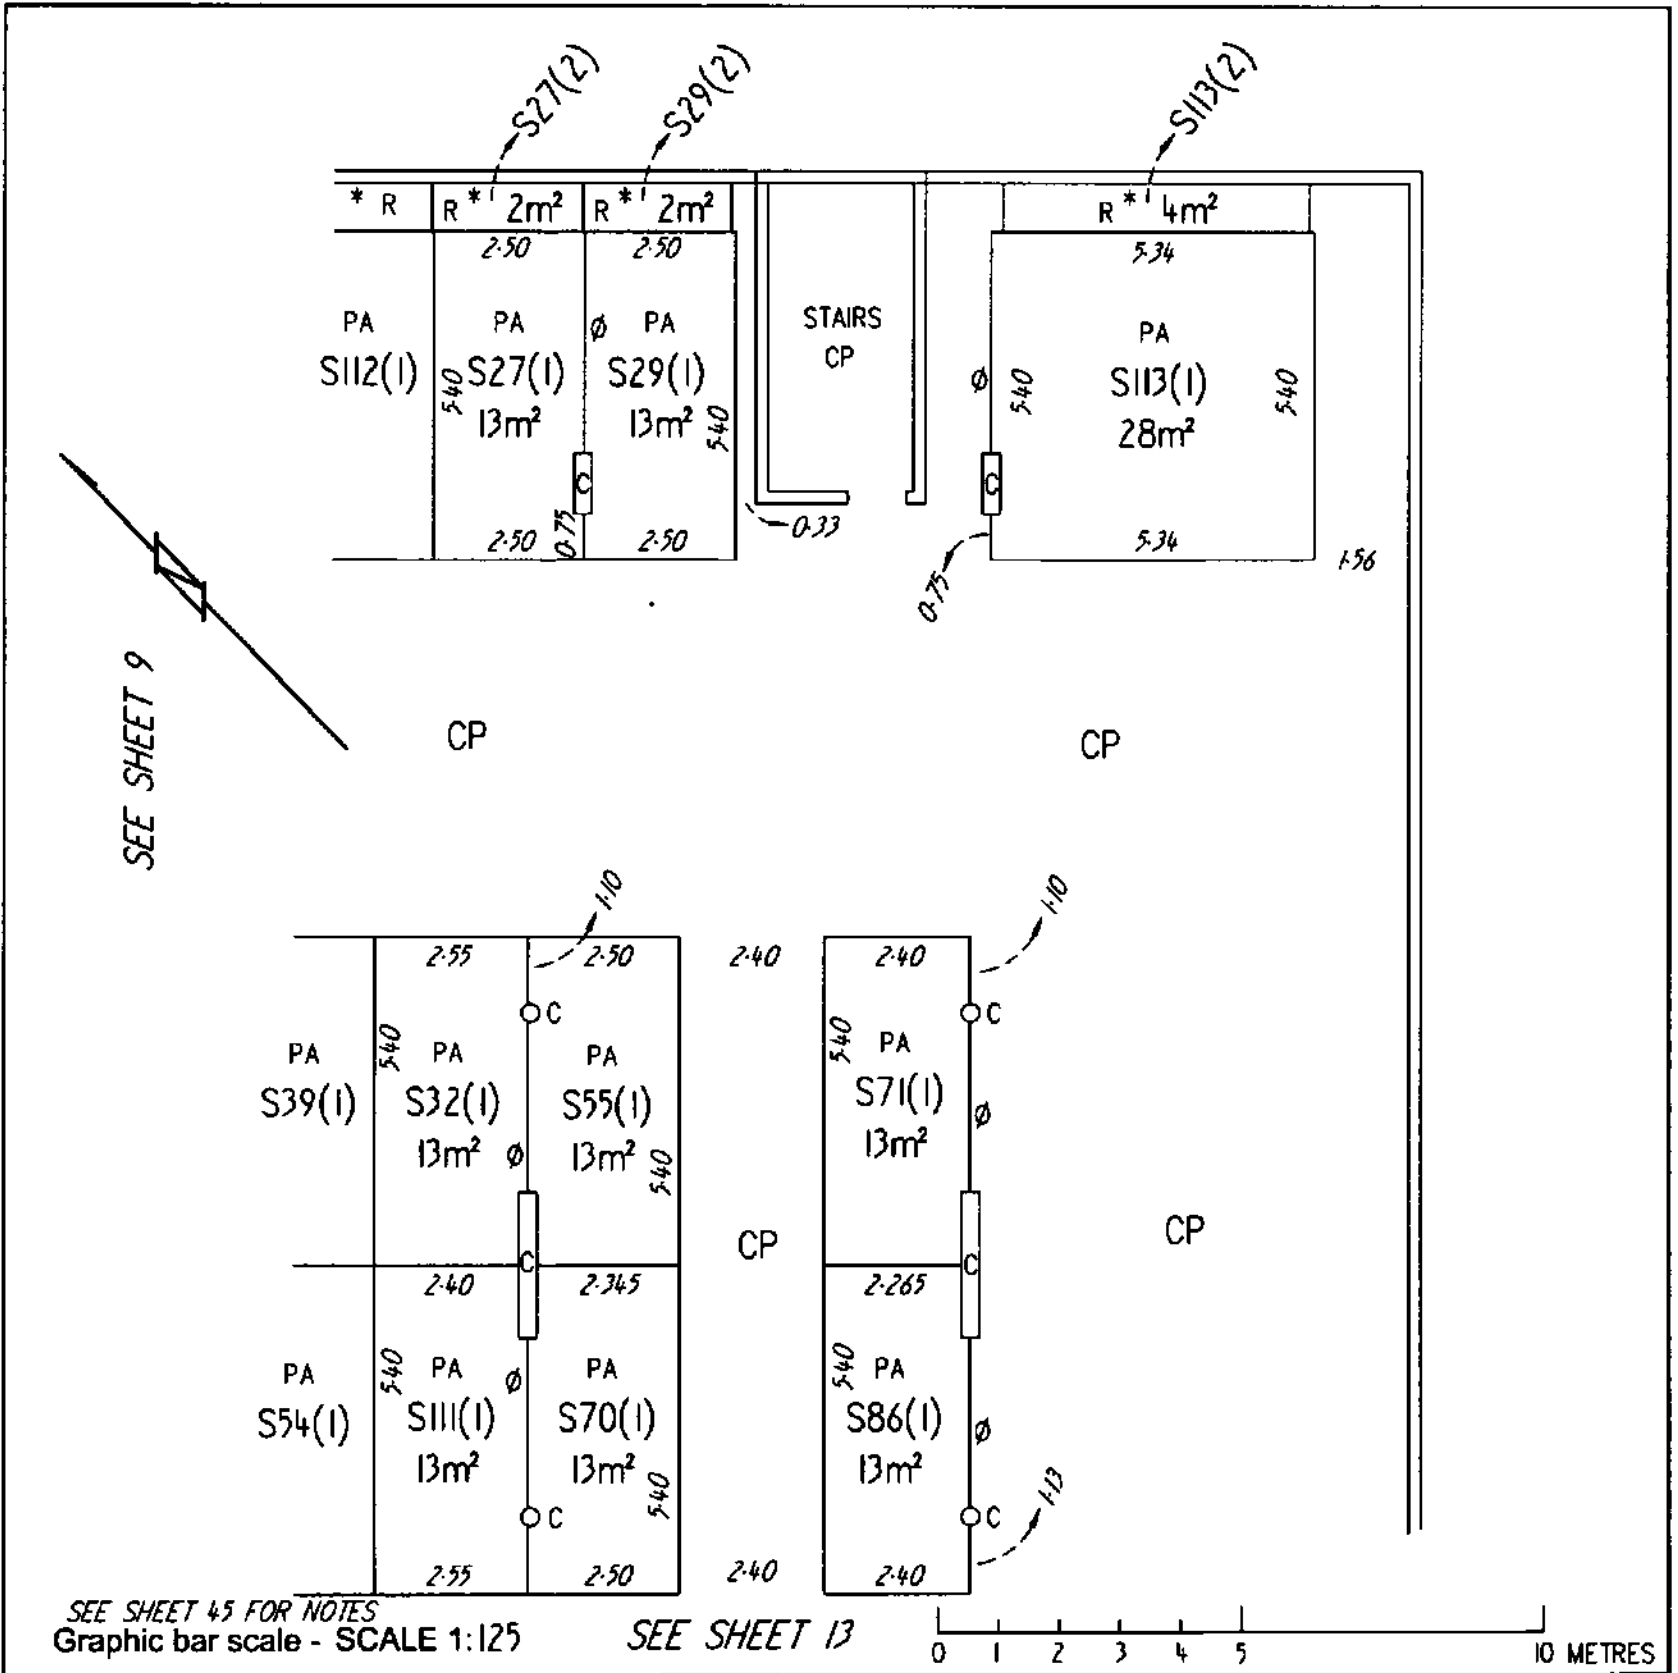 S27(2)
S29(2)
S113(2)
* R
R * 2m²
R * 2m²
R * 4m²
2·50
2·50
5·34
PA
S112(1)
PA
S27(1)
13m²
5·40
Ø
PA
S29(1)
13m²
5·40
STAIRS
CP
Ø
5·40
PA
S113(1)
28m²
5·40
C
C
2·50
0·75
2·50
0·33
0·75
5·34
1·56
SEE SHEET 9
CP
CP
1·10
1·10
2·55
2·50
2·40
2·40
C
C
PA
S39(1)
5·40
PA
S32(1)
13m²
Ø
PA
S55(1)
13m²
5·40
5·40
PA
S71(1)
13m²
Ø
CP
CP
C
C
2·40
2·345
2·265
PA
S54(1)
5·40
PA
S111(1)
13m²
Ø
PA
S70(1)
13m²
5·40
5·40
PA
S86(1)
13m²
Ø
1·13
C
C
2·55
2·50
2·40
2·40
SEE SHEET 45 FOR NOTES
Graphic bar scale - SCALE 1:125
SEE SHEET 13
0 1 2 3 4 5 10 METRES